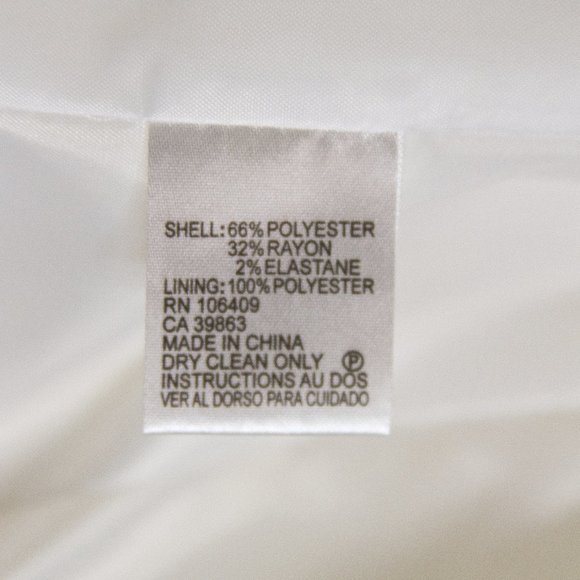 SHELL: 66% POLYESTER
32% RAYON
2% ELASTANE
LINING: 100% POLYESTER
RN 106409
CA 39863
MADE IN CHINA
DRY CLEAN ONLY Ⓟ
INSTRUCTIONS AU DOS
VER AL DORSO PARA CUIDADO